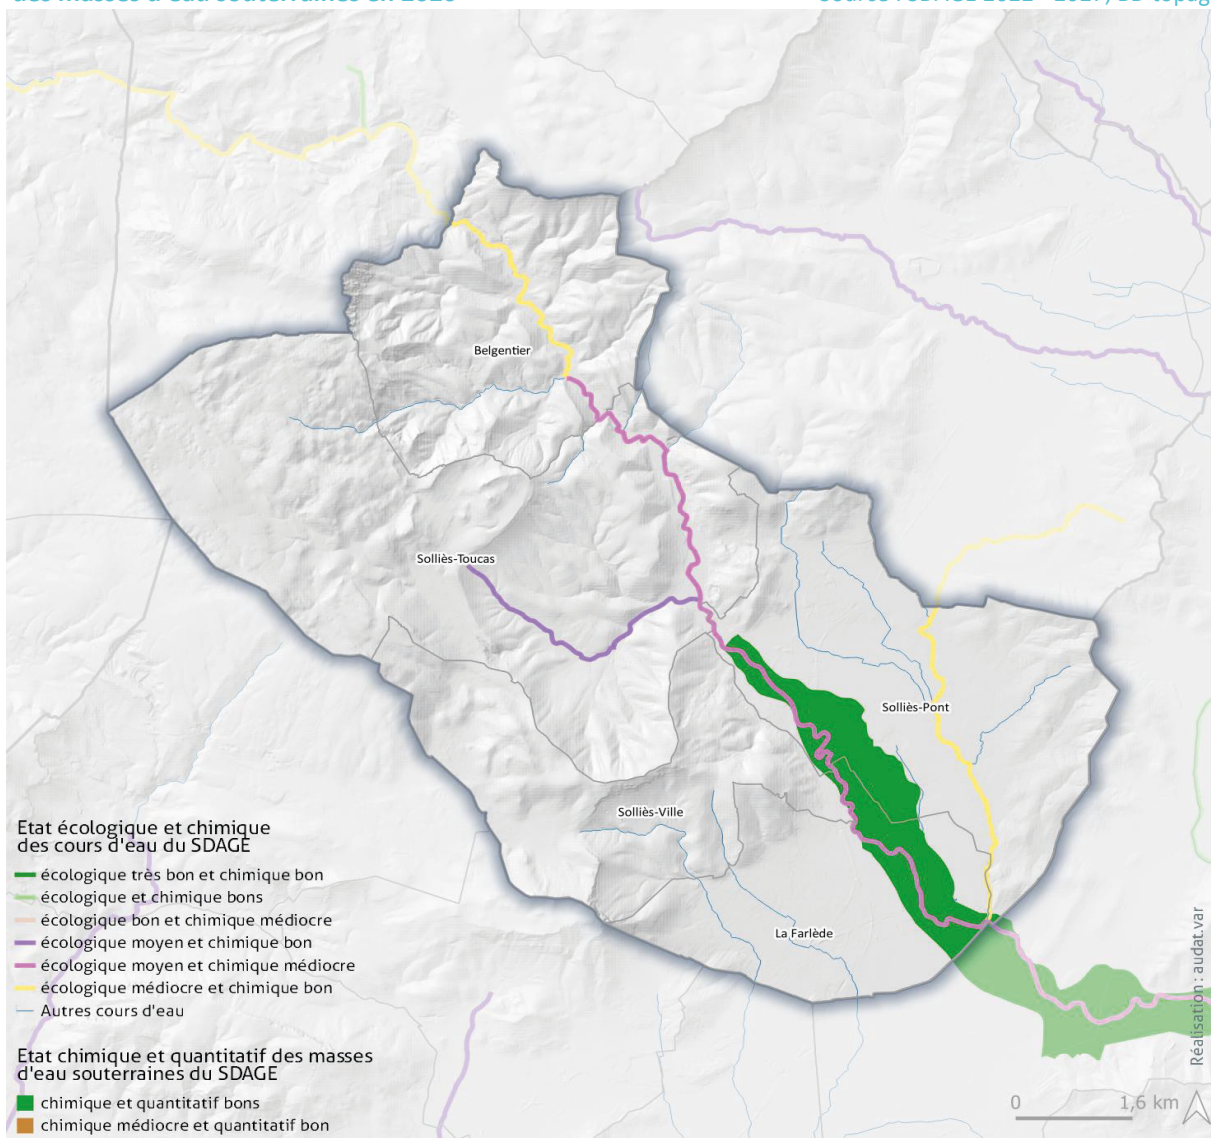 Belgentier
Solliès-Toucas
Solliès-Pont
Solliès-Ville
La Farlède
Etat écologique et chimique
des cours d'eau du SDAGE
écologique très bon et chimique bon
écologique et chimique bons
écologique bon et chimique médiocre
écologique moyen et chimique bon
écologique moyen et chimique médiocre
écologique médiocre et chimique bon
Autres cours d'eau
Etat chimique et quantitatif des masses
d'eau souterraines du SDAGE
chimique et quantitatif bons
chimique médiocre et quantitatif bon
0 1,6 km
Réalisation : audat.var